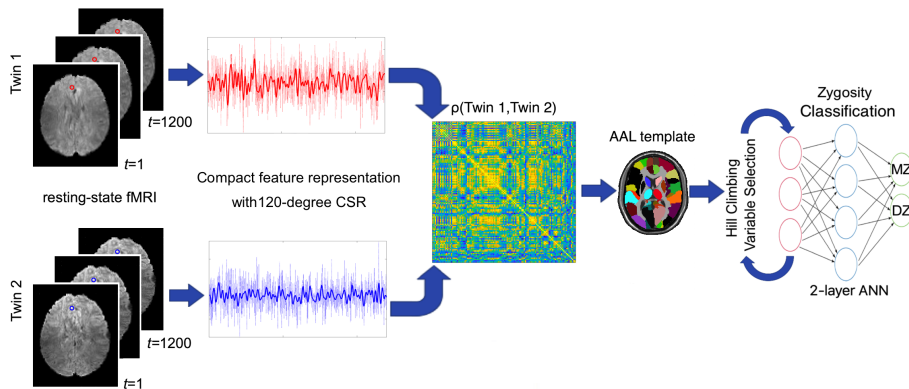 Twin 1
t=1200
t=1
resting-state fMRI
Twin 2
t=1200
t=1
Compact feature representation
with120-degree CSR
ρ(Twin 1,Twin 2)
AAL template
Hill Climbing
Variable Selection
Zygosity
Classification
MZ
DZ
2-layer ANN